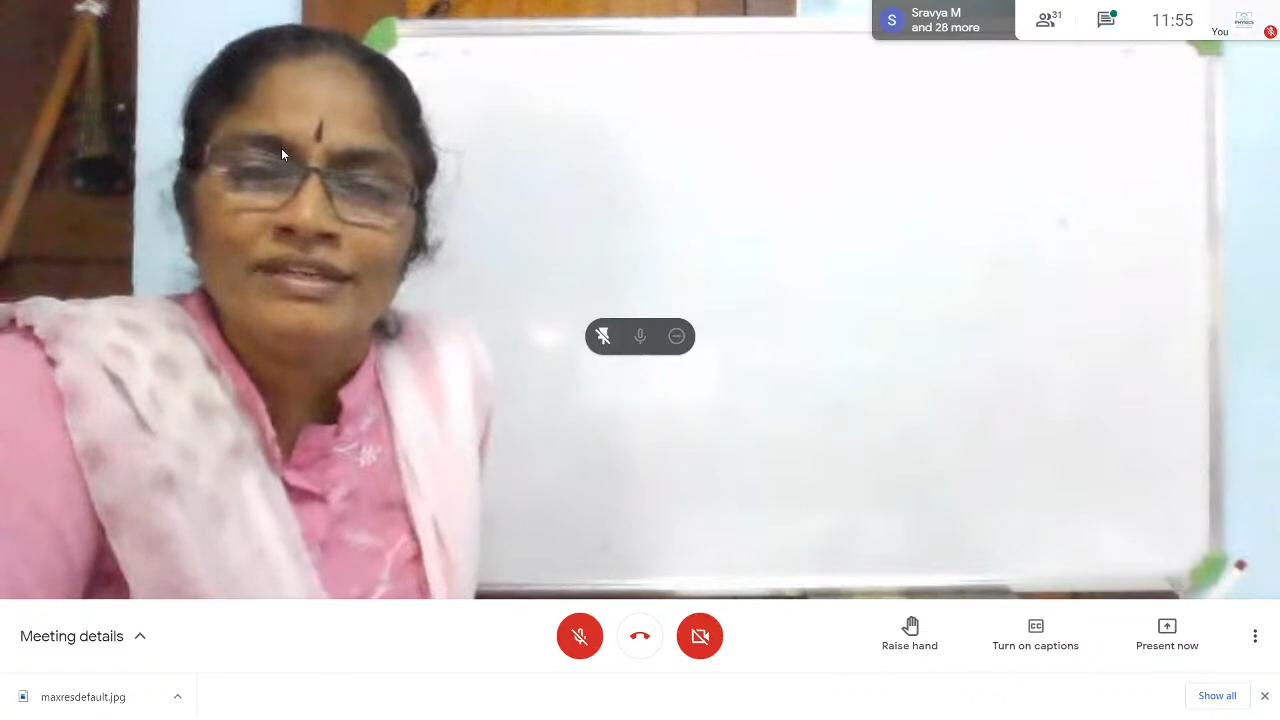 S
Sravya M
and 28 more
31
11:55
You
PHYSICS
Meeting details
Raise hand
Turn on captions
Present now
maxresdefault.jpg
Show all